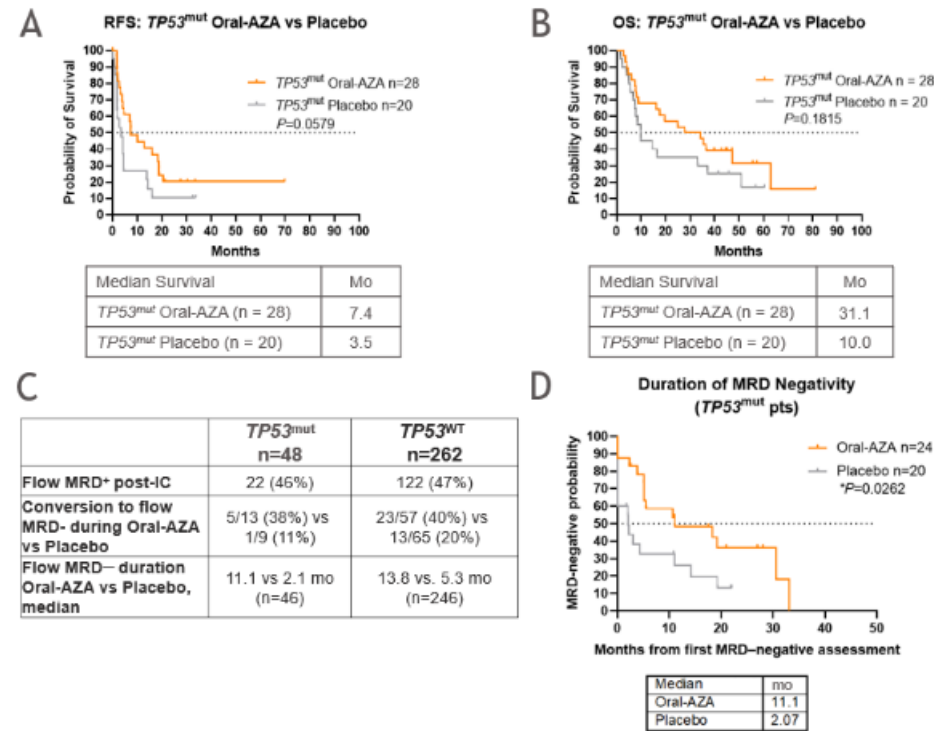 A
RFS: TP53mut Oral-AZA vs Placebo
Probability of Survival
100
90
80
70
60
50
40
30
20
10
0
TP53mut Oral-AZA n=28
TP53mut Placebo n=20
P=0.0579
0 10 20 30 40 50 60 70 80 90 100
Months
Median Survival Mo
TP53mut Oral-AZA (n = 28) 7.4
TP53mut Placebo (n = 20) 3.5
B
OS: TP53mut Oral-AZA vs Placebo
Probability of Survival
100
90
80
70
60
50
40
30
20
10
0
TP53mut Oral-AZA n = 28
TP53mut Placebo n = 20
P=0.1815
0 10 20 30 40 50 60 70 80 90 100
Months
Median Survival Mo
TP53mut Oral-AZA (n = 28) 31.1
TP53mut Placebo (n = 20) 10.0
C
TP53mut TP53WT
n=48 n=262
Flow MRD+ post-IC 22 (46%) 122 (47%)
Conversion to flow
MRD- during Oral-AZA
vs Placebo
5/13 (38%) vs
1/9 (11%)
23/57 (40%) vs
13/65 (20%)
Flow MRD— duration
Oral-AZA vs Placebo,
median
11.1 vs 2.1 mo
(n=46)
13.8 vs. 5.3 mo
(n=246)
D
Duration of MRD Negativity
(TP53mut pts)
MRD-negative probability
100
90
80
70
60
50
40
30
20
10
0
Oral-AZA n=24
Placebo n=20
*P=0.0262
0 10 20 30 40 50
Months from first MRD–negative assessment
Median mo
Oral-AZA 11.1
Placebo 2.07